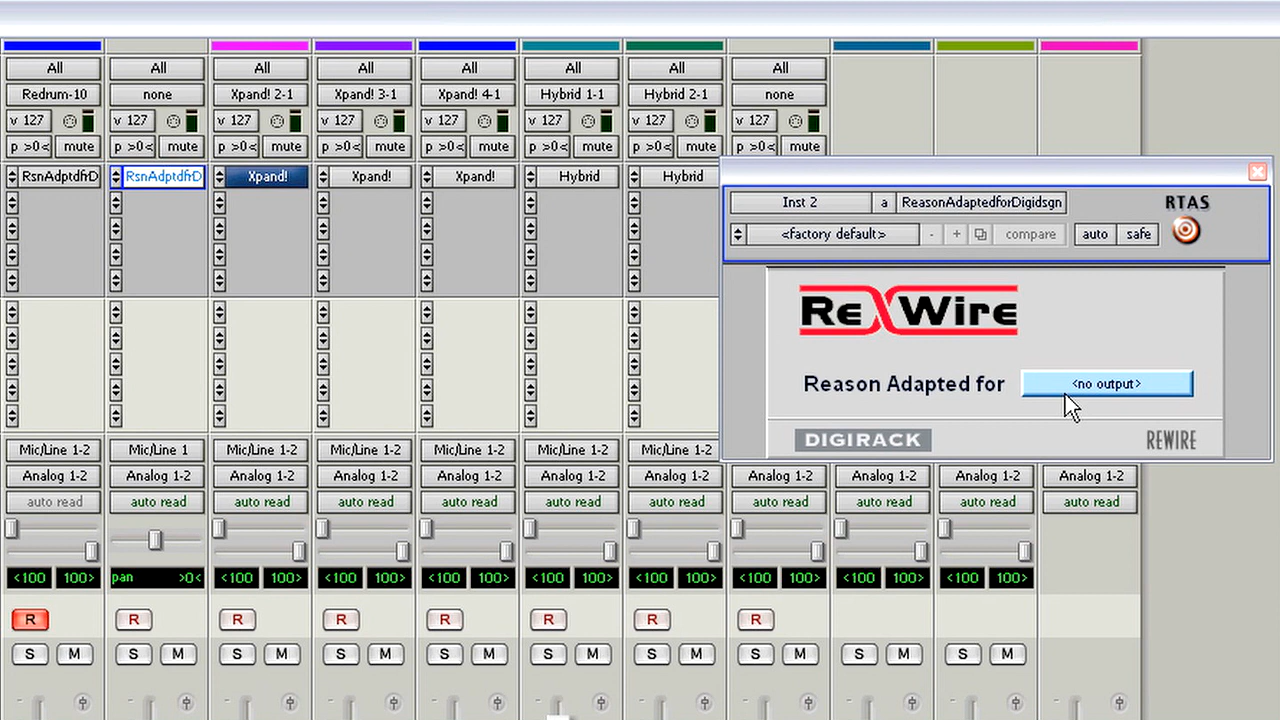 All All All All All All All All
Redrum-10 none Xpand! 2-1 Xpand! 3-1 Xpand! 4-1 Hybrid 1-1 Hybrid 2-1 none
v 127 v 127 v 127 v 127 v 127 v 127 v 127 v 127
p >0< mute p >0< mute p >0< mute p >0< mute p >0< mute p >0< mute p >0< mute p >0< mute
RsnAdptdfrD RsnAdptdfrD Xpand! Xpand! Xpand! Hybrid Hybrid
Inst 2 a ReasonAdaptedforDigidsgn RTAS
<factory default> - + compare auto safe
ReWire
Reason Adapted for <no output>
DIGIRACK REWIRE
Mic/Line 1-2 Mic/Line 1 Mic/Line 1-2 Mic/Line 1-2 Mic/Line 1-2 Mic/Line 1-2 Mic/Line 1-2
Analog 1-2 Analog 1-2 Analog 1-2 Analog 1-2 Analog 1-2 Analog 1-2 Analog 1-2 Analog 1-2 Analog 1-2 Analog 1-2 Analog 1-2
auto read auto read auto read auto read auto read auto read auto read auto read auto read auto read auto read
<100 100> pan >0< <100 100> <100 100> <100 100> <100 100> <100 100> <100 100> <100 100> <100 100>
R R R R R R R R
S M S M S M S M S M S M S M S M S M S M